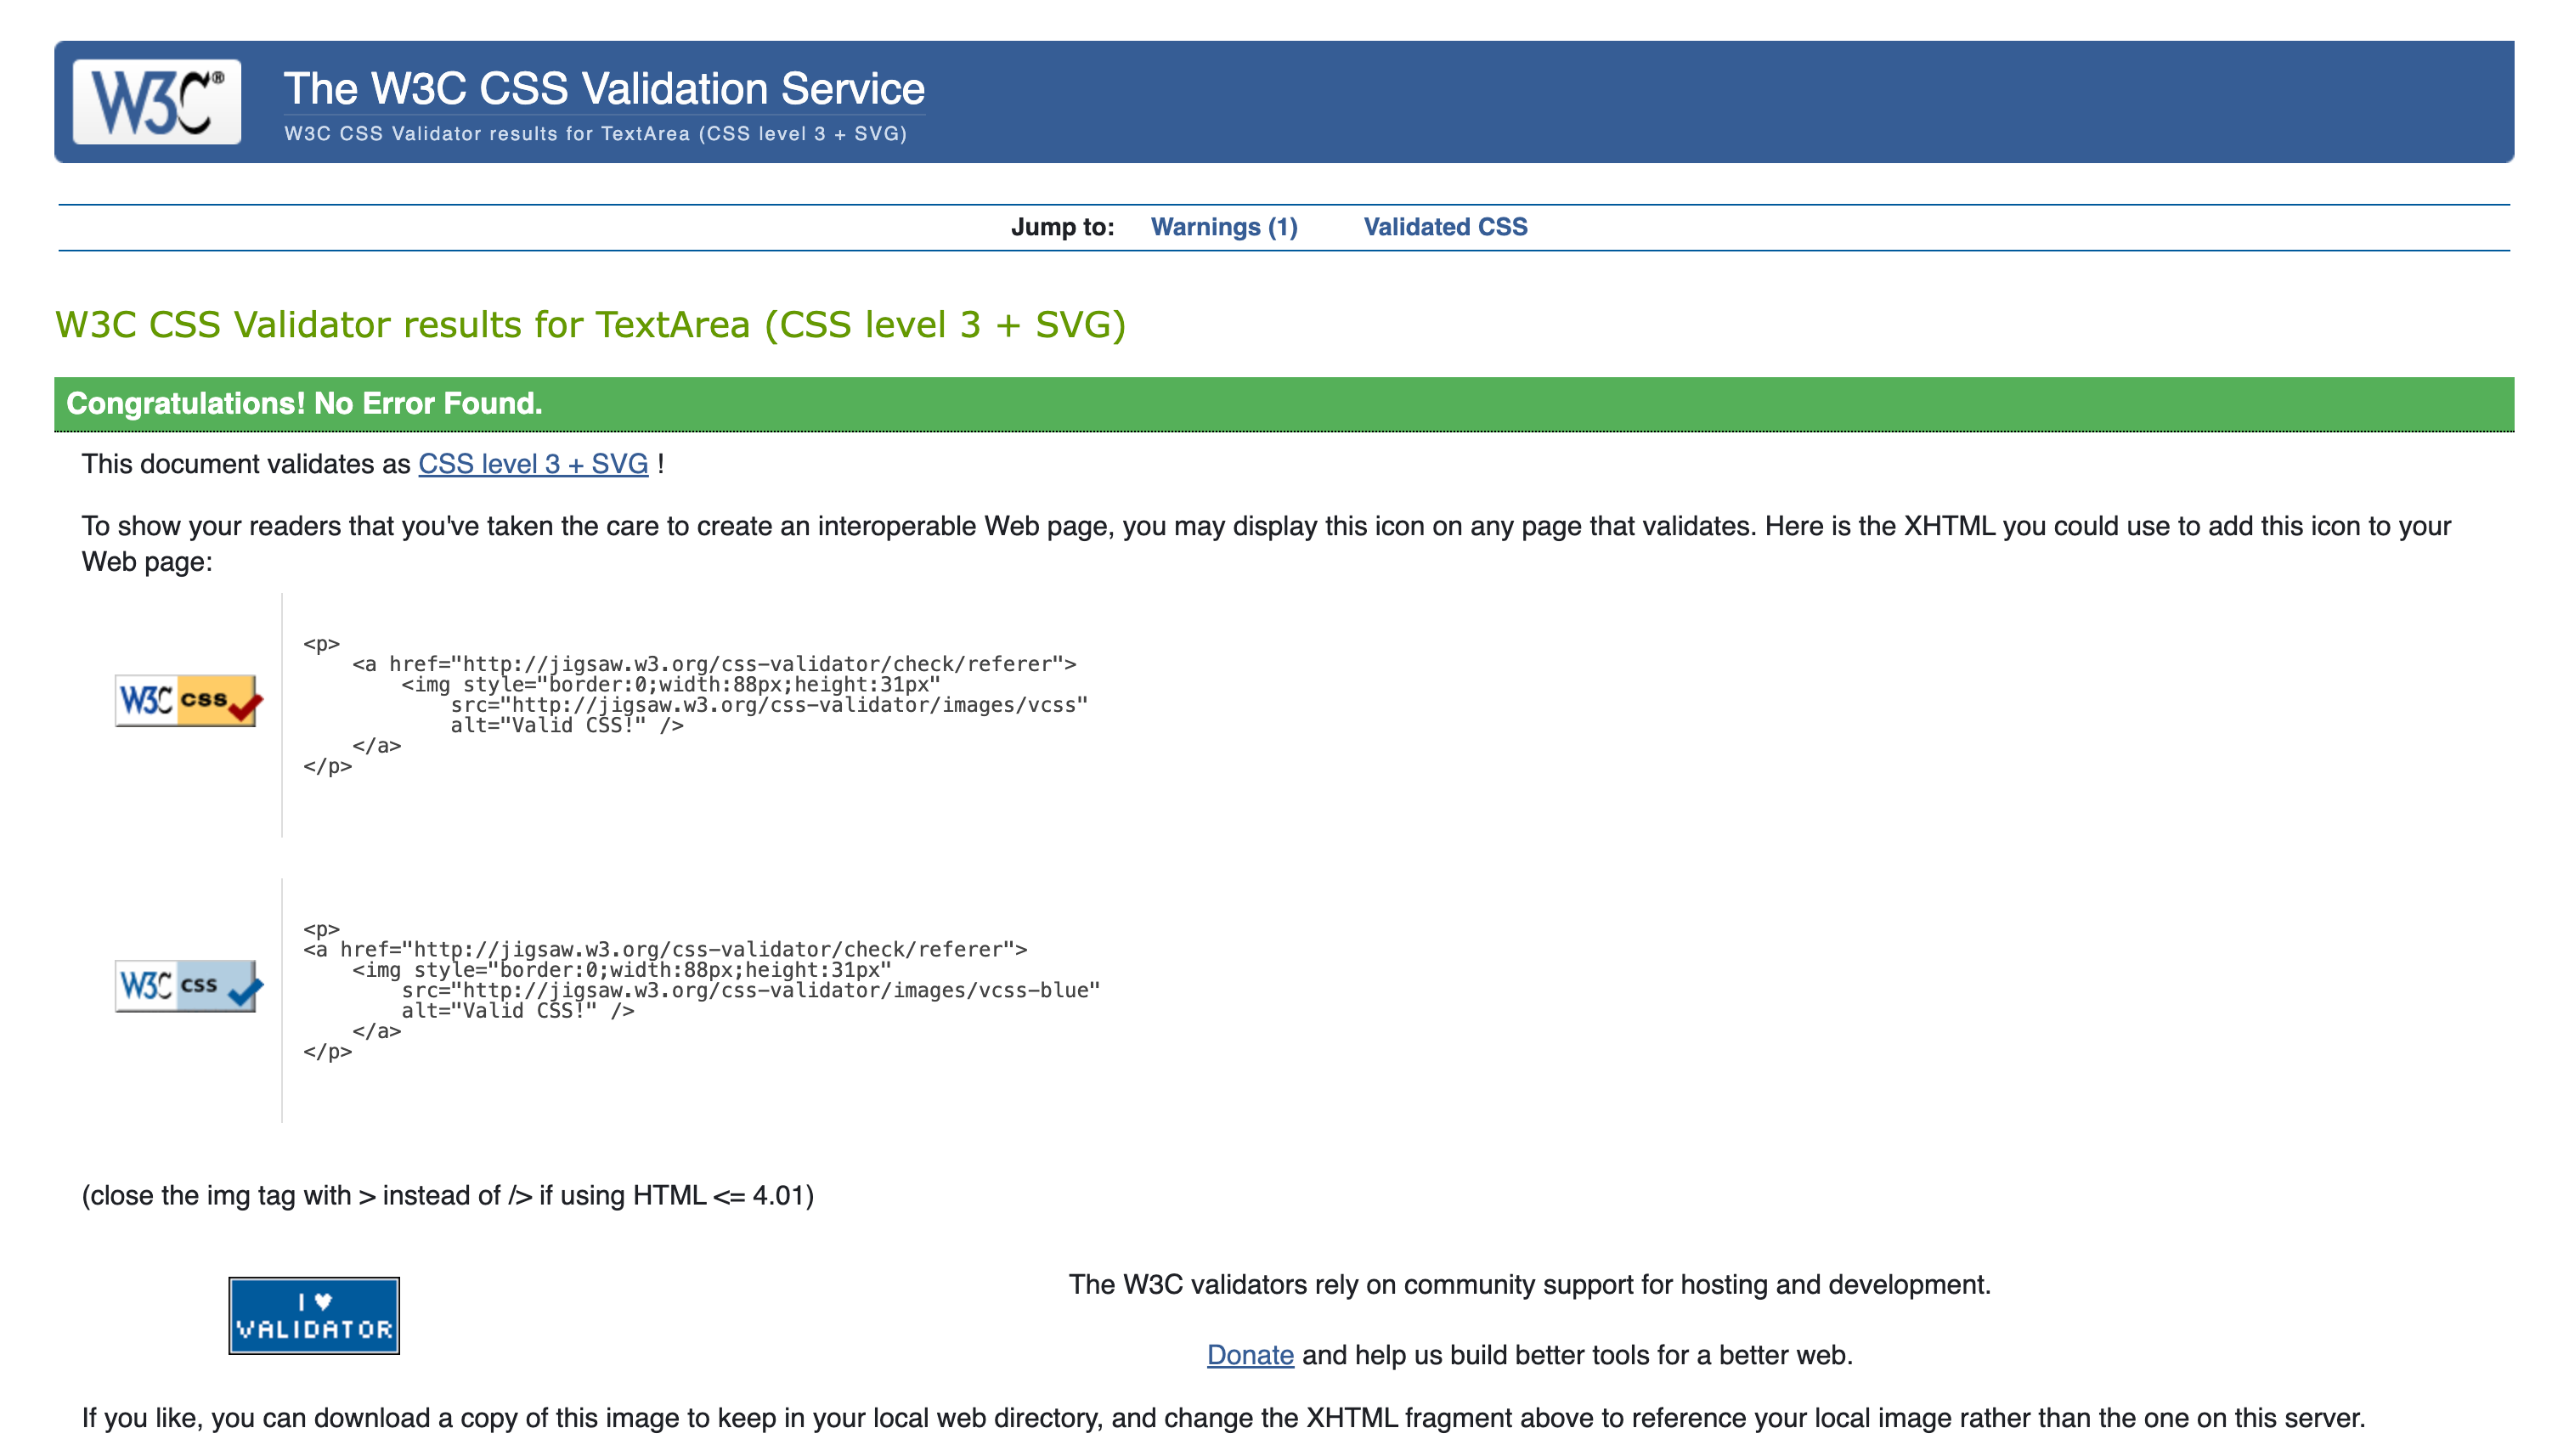 W3C®
The W3C CSS Validation Service
W3C CSS Validator results for TextArea (CSS level 3 + SVG)
Jump to: Warnings (1) Validated CSS
W3C CSS Validator results for TextArea (CSS level 3 + SVG)
Congratulations! No Error Found.
This document validates as CSS level 3 + SVG !
To show your readers that you've taken the care to create an interoperable Web page, you may display this icon on any page that validates. Here is the XHTML you could use to add this icon to your
Web page:
W3C css
<p>
    <a href="http://jigsaw.w3.org/css-validator/check/referer">
        <img style="border:0;width:88px;height:31px"
            src="http://jigsaw.w3.org/css-validator/images/vcss"
            alt="Valid CSS!" />
    </a>
</p>
W3C css
<p>
<a href="http://jigsaw.w3.org/css-validator/check/referer">
    <img style="border:0;width:88px;height:31px"
        src="http://jigsaw.w3.org/css-validator/images/vcss-blue"
        alt="Valid CSS!" />
    </a>
</p>
(close the img tag with > instead of /> if using HTML <= 4.01)
I ♥
VALIDATOR
The W3C validators rely on community support for hosting and development.
Donate and help us build better tools for a better web.
If you like, you can download a copy of this image to keep in your local web directory, and change the XHTML fragment above to reference your local image rather than the one on this server.